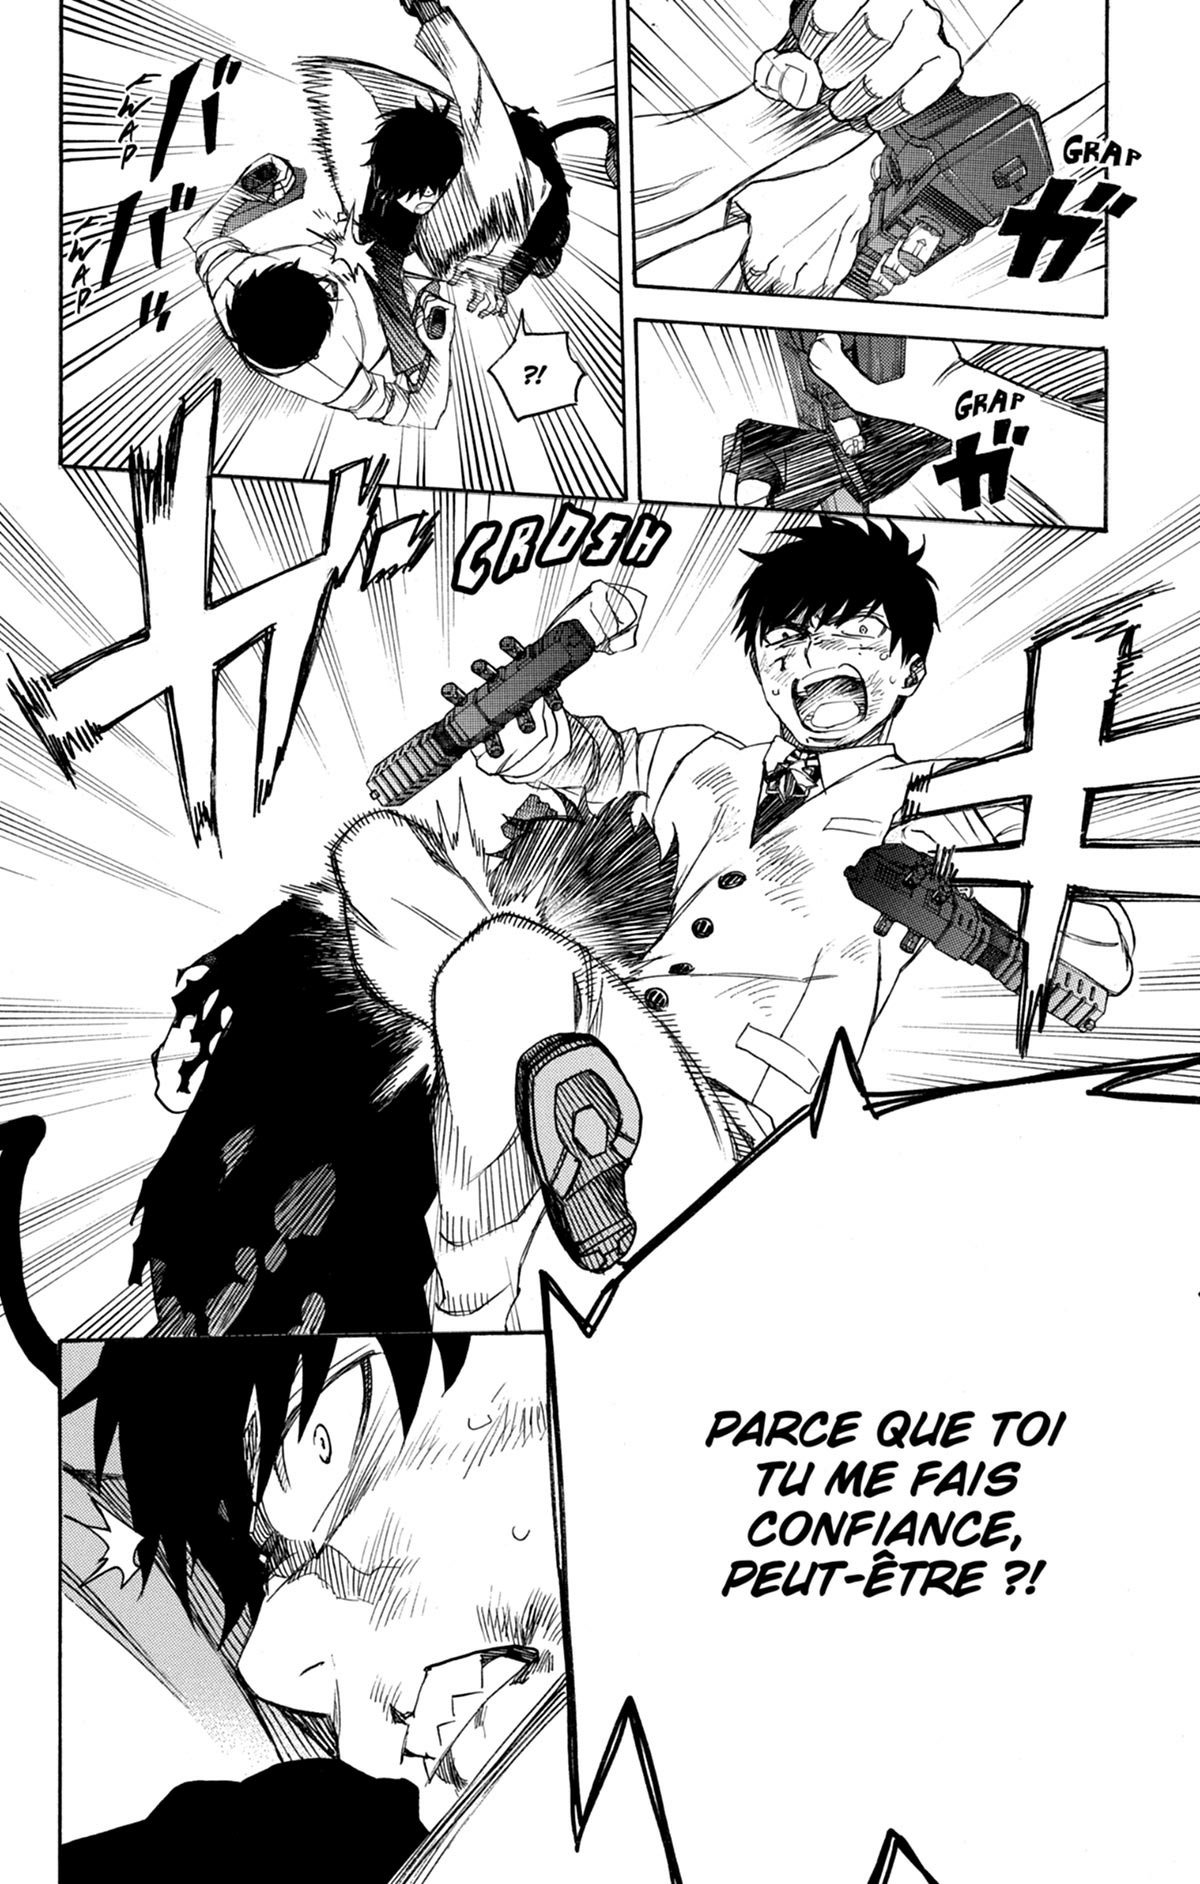 GRAP
ガ
GRAP
ガ
FWAP
バ
FWAP
バババ
?!
CRUSH
ガキ
PARCE QUE TOI
TU ME FAIS
CONFIANCE,
PEUT-ÊTRE ?!